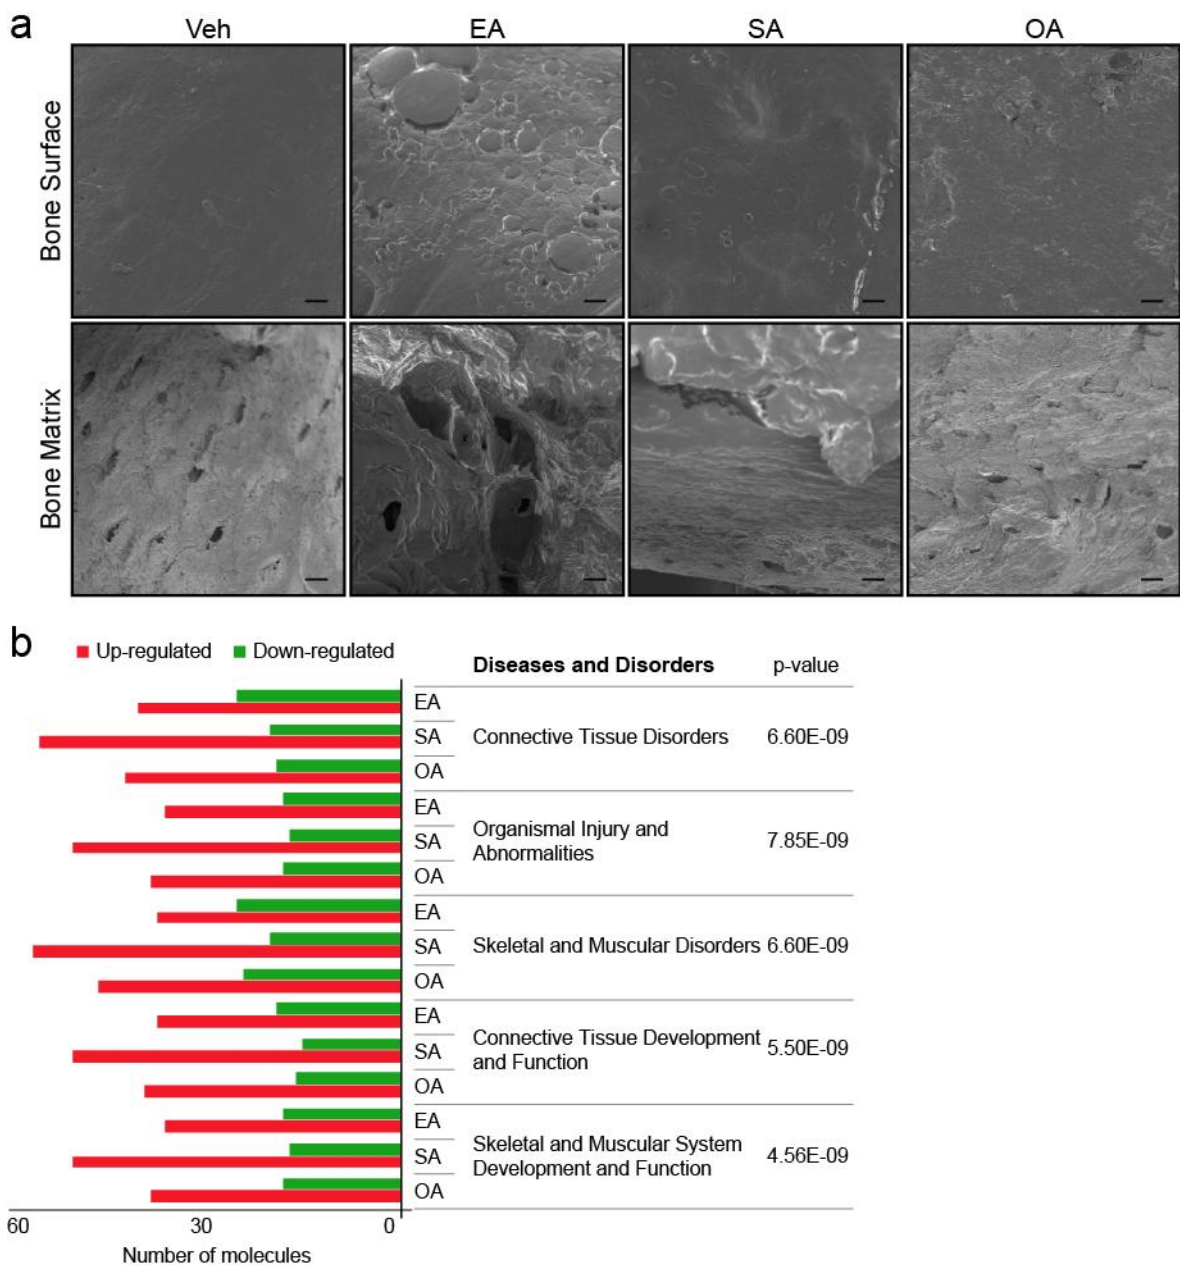 a
Veh EA SA OA
Bone Surface
Bone Matrix
b
Up-regulated Down-regulated
Diseases and Disorders p-value
EA
SA Connective Tissue Disorders 6.60E-09
OA
EA
SA Organismal Injury and
Abnormalities 7.85E-09
OA
EA
SA Skeletal and Muscular Disorders 6.60E-09
OA
EA
SA Connective Tissue Development
and Function 5.50E-09
OA
EA
SA Skeletal and Muscular System
Development and Function 4.56E-09
OA
60 30 0
Number of molecules